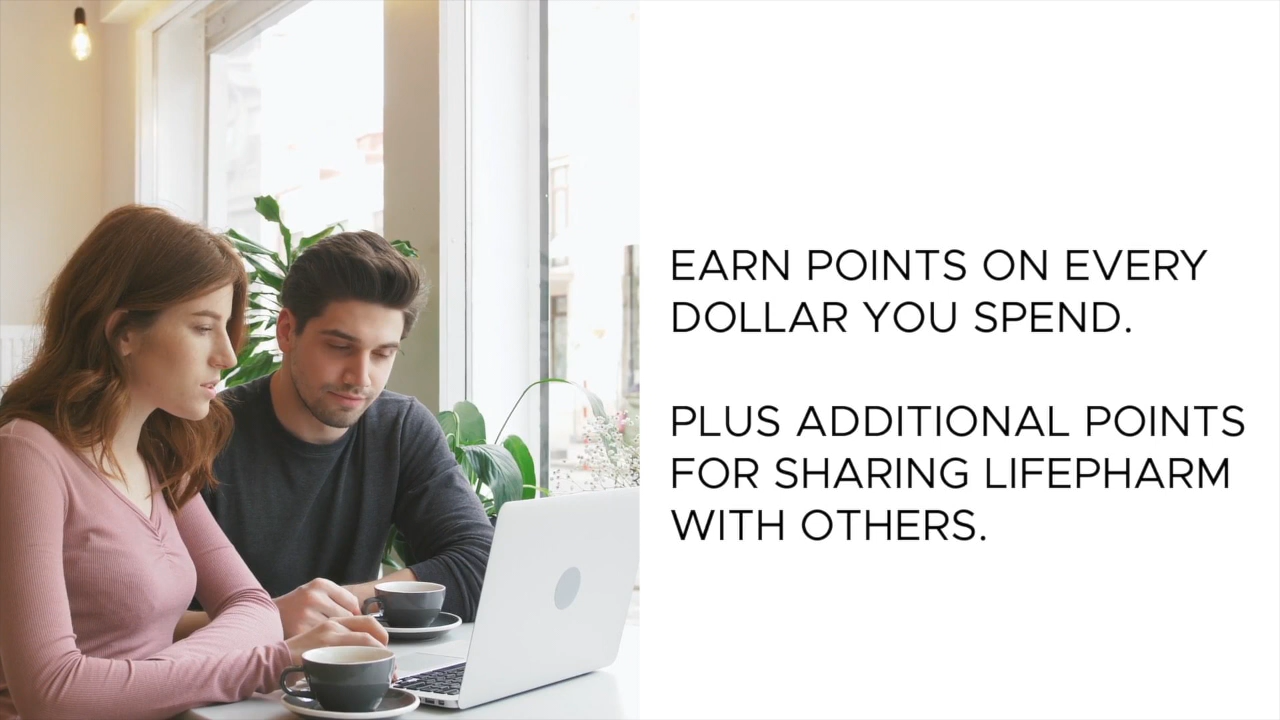 EARN POINTS ON EVERY
DOLLAR YOU SPEND.
PLUS ADDITIONAL POINTS
FOR SHARING LIFEPHARM
WITH OTHERS.